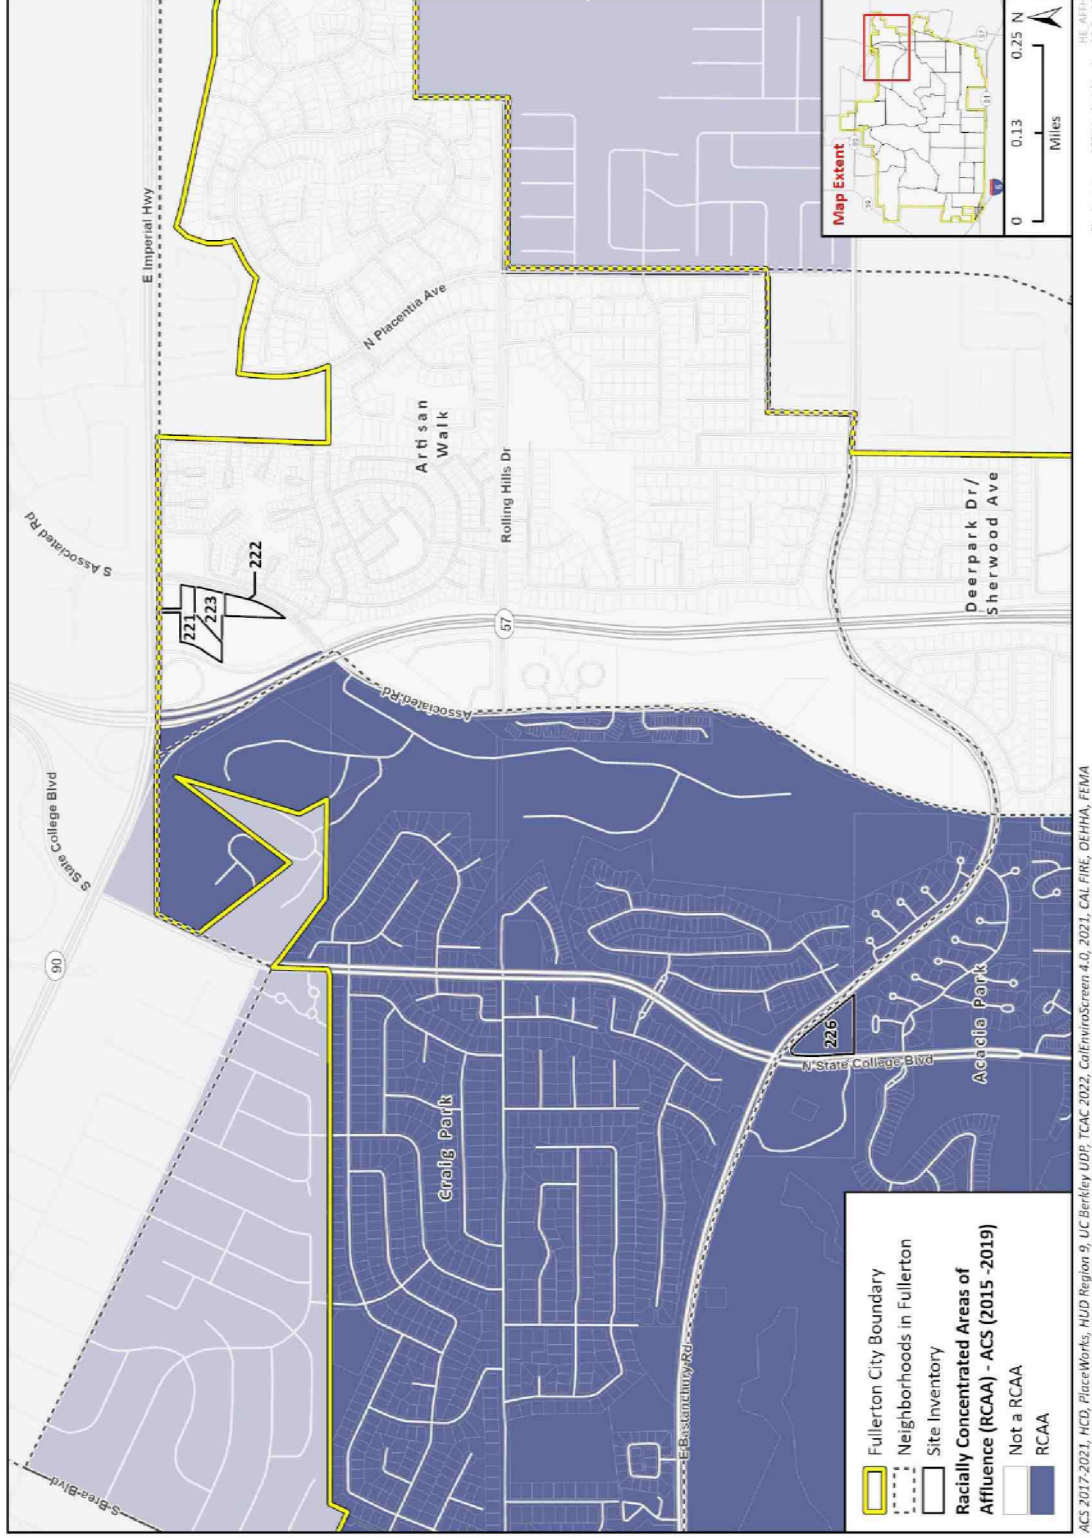 E Imperial Hwy
S Associated Rd
S State College Blvd
90
S Brea Blvd
221
223
222
N Placentia Ave
Artisan
Walk
Rolling Hills Dr
57
Associated Rd
Craig Park
226
N State College Blvd
Acacia Park
E Bastanchury Rd
Deerpark Dr/
Sherwood Ave
Fullerton City Boundary
Neighborhoods in Fullerton
Site Inventory
Racially Concentrated Areas of
Affluence (RCAA) - ACS (2015 -2019)
Not a RCAA
RCAA
Map Extent
90
57
91
5
0 0.13 0.25 N
Miles
ACS 2017-2021, HCD, PlaceWorks, HUD Region 9, UC Berkley UDP, TCAC 2022, CalEnviroScreen 4.0, 2021, CAL FIRE, OEHHA, FEMA